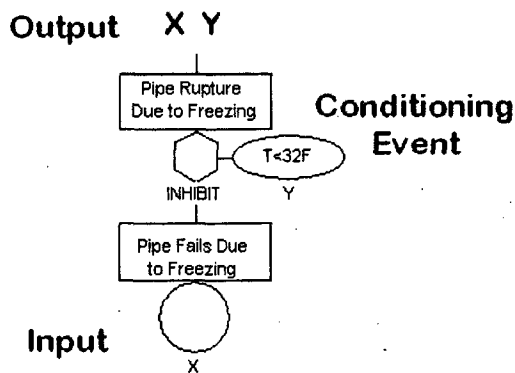 Output X Y
Pipe Rupture
Due to Freezing
Conditioning
Event
T<32F
INHIBIT
Y
Pipe Fails Due
to Freezing
Input
X